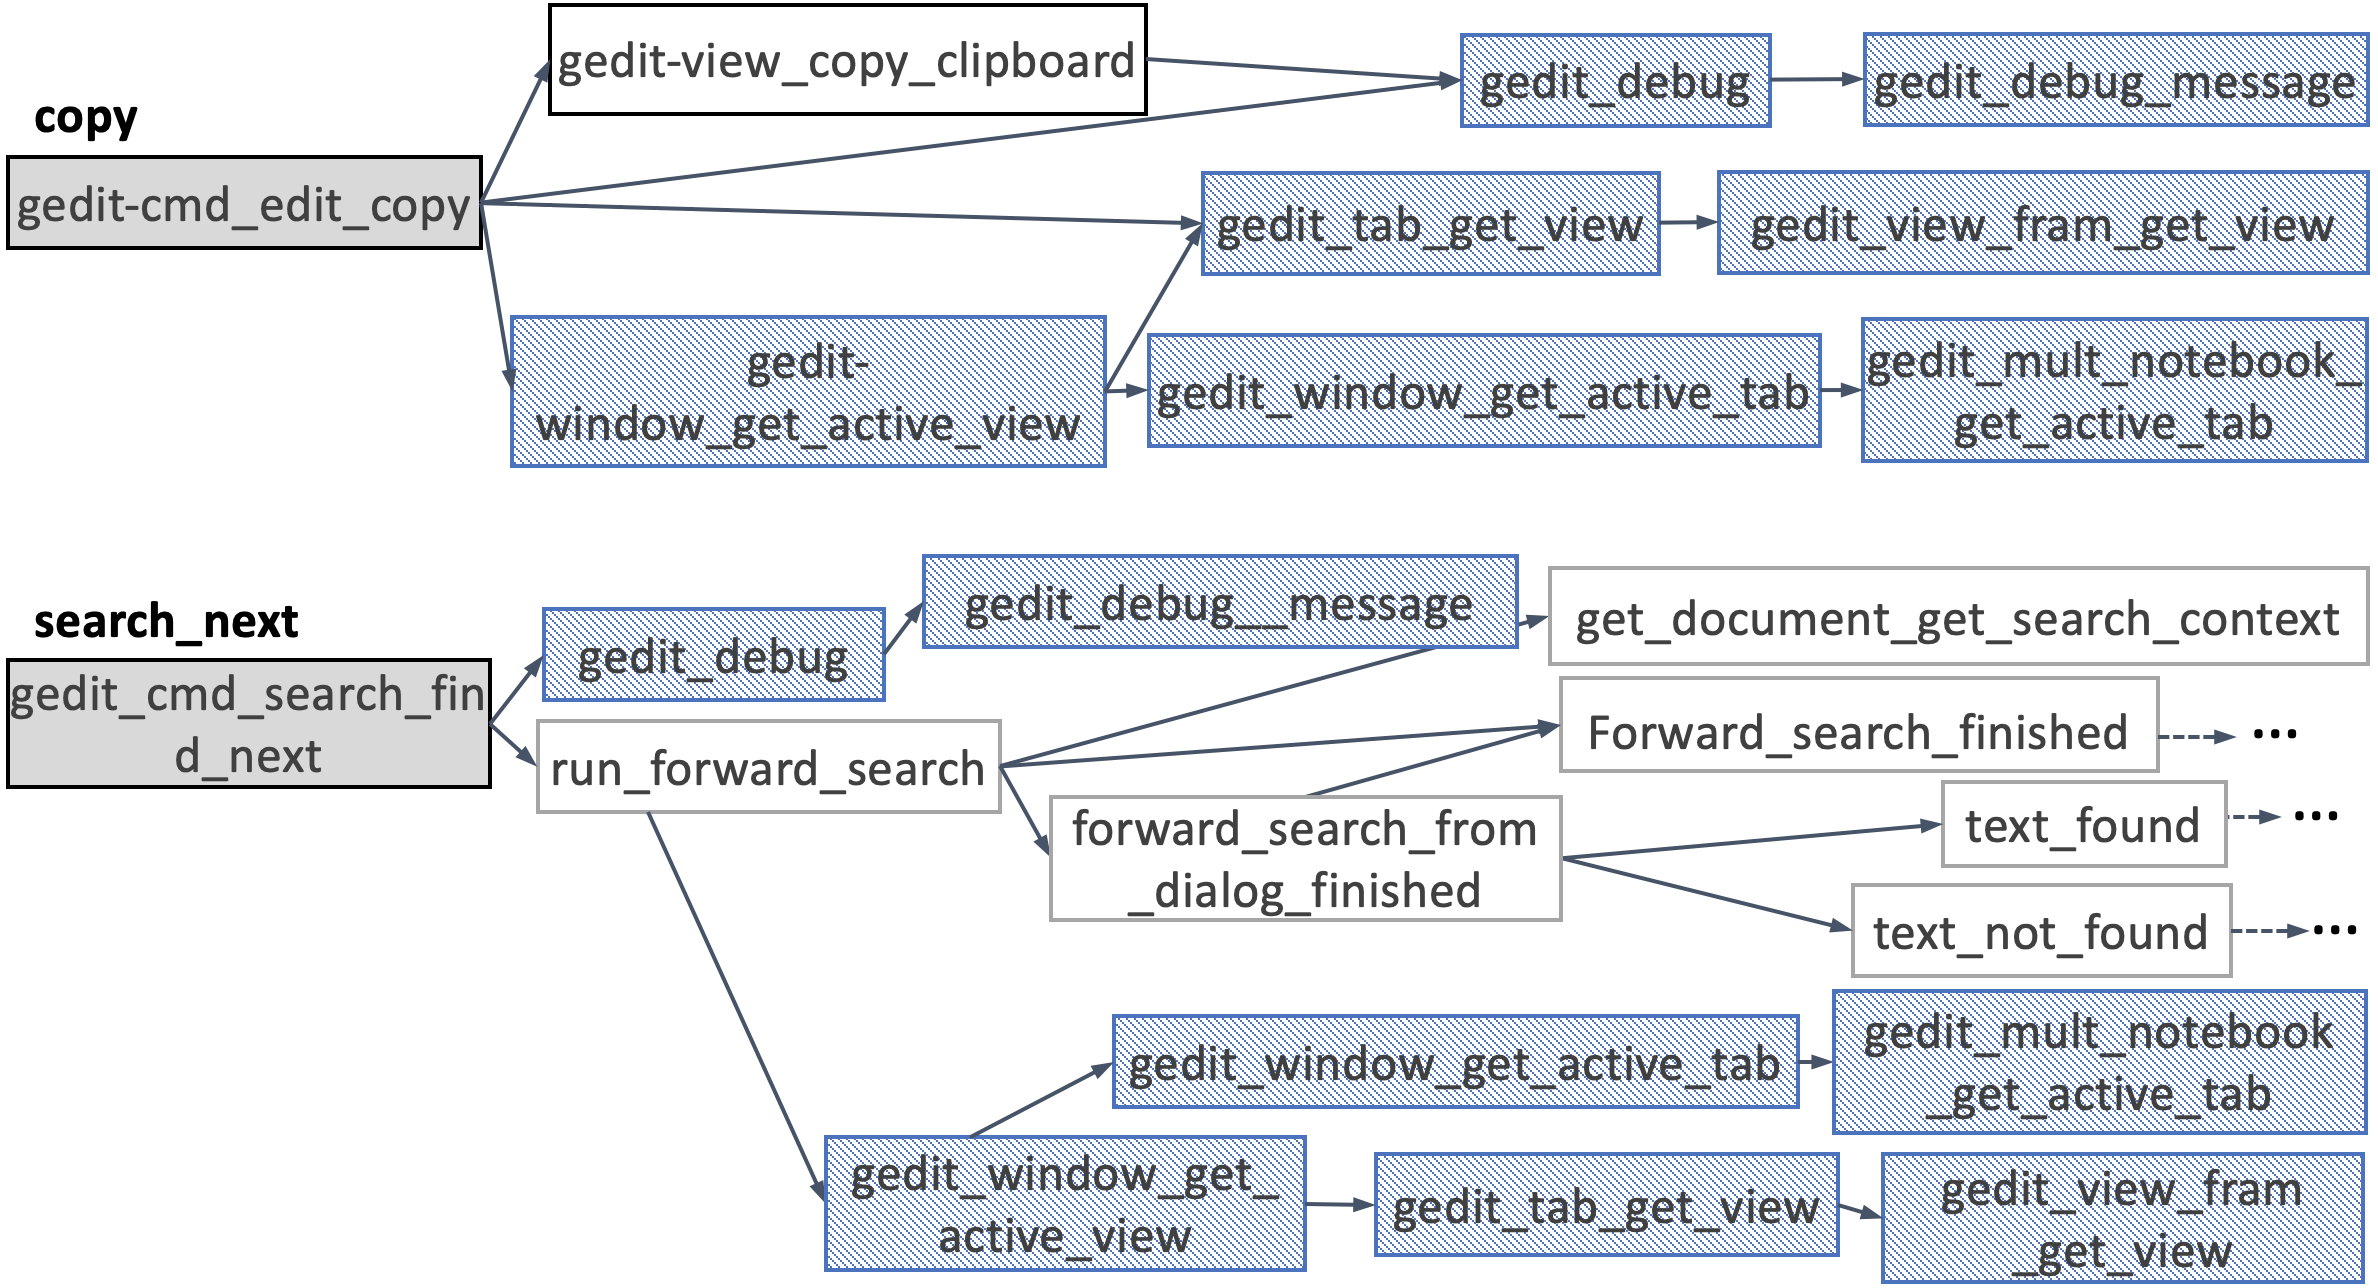 gedit-view_copy_clipboard
gedit_debug
gedit_debug_message
copy
gedit-cmd_edit_copy
gedit_tab_get_view
gedit_view_fram_get_view
gedit-
window_get_active_view
gedit_window_get_active_tab
gedit_mult_notebook_
get_active_tab
search_next
gedit_cmd_search_fin
d_next
gedit_debug
gedit_debug__message
get_document_get_search_context
run_forward_search
Forward_search_finished
...
forward_search_from
_dialog_finished
text_found
...
text_not_found
...
gedit_window_get_active_tab
gedit_mult_notebook
_get_active_tab
gedit_window_get_
active_view
gedit_tab_get_view
gedit_view_fram
_get_view